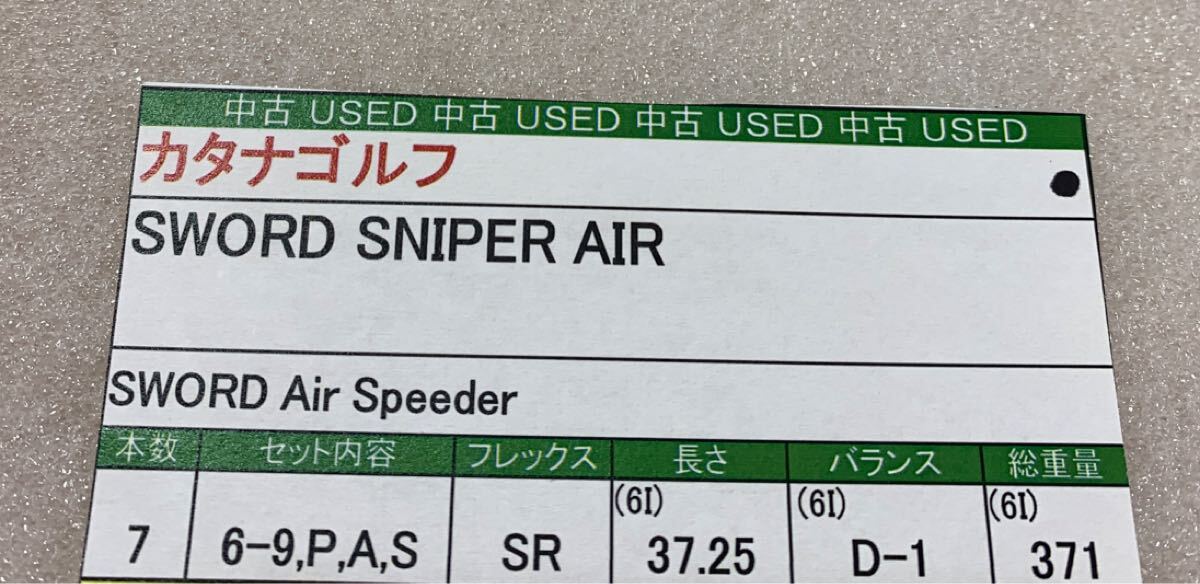 中古 USED 中古 USED 中古 USED 中古 USED
カタナゴルフ
SWORD SNIPER AIR
SWORD Air Speeder
本数 セット内容 フレックス 長さ バランス 総重量
(6I) (6I) (6I)
7 6-9,P,A,S SR 37.25 D-1 371